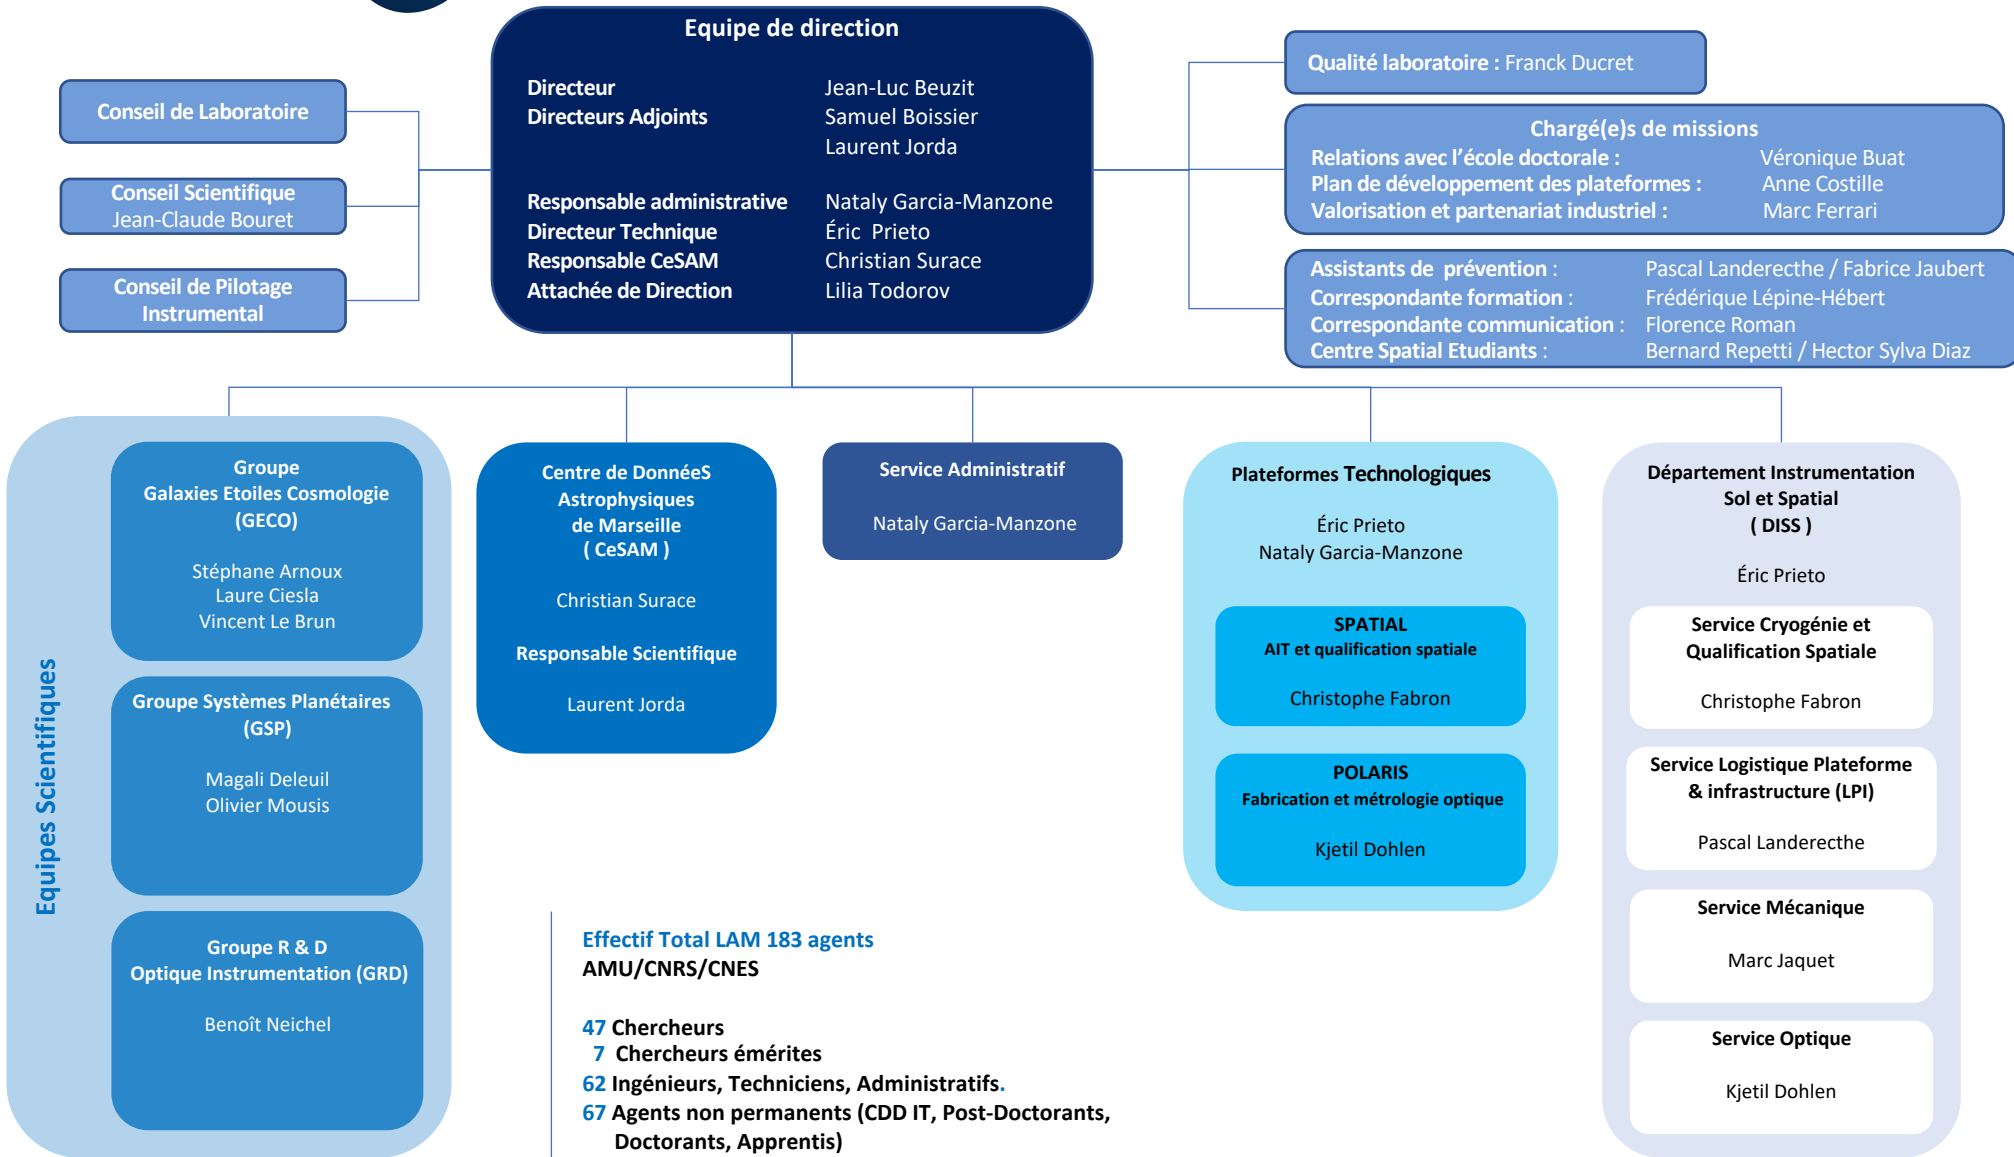 Equipe de direction
Directeur Jean-Luc Beuzit
Directeurs Adjoints Samuel Boissier
Laurent Jorda
Responsable administrative Nataly Garcia-Manzone
Directeur Technique Éric Prieto
Responsable CeSAM Christian Surace
Attachée de Direction Lilia Todorov
Conseil de Laboratoire
Conseil Scientifique
Jean-Claude Bouret
Conseil de Pilotage
Instrumental
Qualité laboratoire : Franck Ducret
Chargé(e)s de missions
Relations avec l’école doctorale : Véronique Buat
Plan de développement des plateformes : Anne Costille
Valorisation et partenariat industriel : Marc Ferrari
Assistants de prévention : Pascal Landerecthe / Fabrice Jaubert
Correspondante formation : Frédérique Lépine-Hébert
Correspondante communication : Florence Roman
Centre Spatial Etudiants : Bernard Repetti / Hector Sylva Diaz
Equipes Scientifiques
Groupe
Galaxies Etoiles Cosmologie
(GECO)
Stéphane Arnoux
Laure Ciesla
Vincent Le Brun
Groupe Systèmes Planétaires
(GSP)
Magali Deleuil
Olivier Mousis
Groupe R & D
Optique Instrumentation (GRD)
Benoît Neichel
Centre de DonnéeS
Astrophysiques
de Marseille
( CeSAM )
Christian Surace
Responsable Scientifique
Laurent Jorda
Service Administratif
Nataly Garcia-Manzone
Plateformes Technologiques
Éric Prieto
Nataly Garcia-Manzone
SPATIAL
AIT et qualification spatiale
Christophe Fabron
POLARIS
Fabrication et métrologie optique
Kjetil Dohlen
Département Instrumentation
Sol et Spatial
( DISS )
Éric Prieto
Service Cryogénie et
Qualification Spatiale
Christophe Fabron
Service Logistique Plateforme
& infrastructure (LPI)
Pascal Landerecthe
Service Mécanique
Marc Jaquet
Service Optique
Kjetil Dohlen
Effectif Total LAM 183 agents
AMU/CNRS/CNES
47 Chercheurs
7 Chercheurs émérites
62 Ingénieurs, Techniciens, Administratifs.
67 Agents non permanents (CDD IT, Post-Doctorants,
Doctorants, Apprentis)